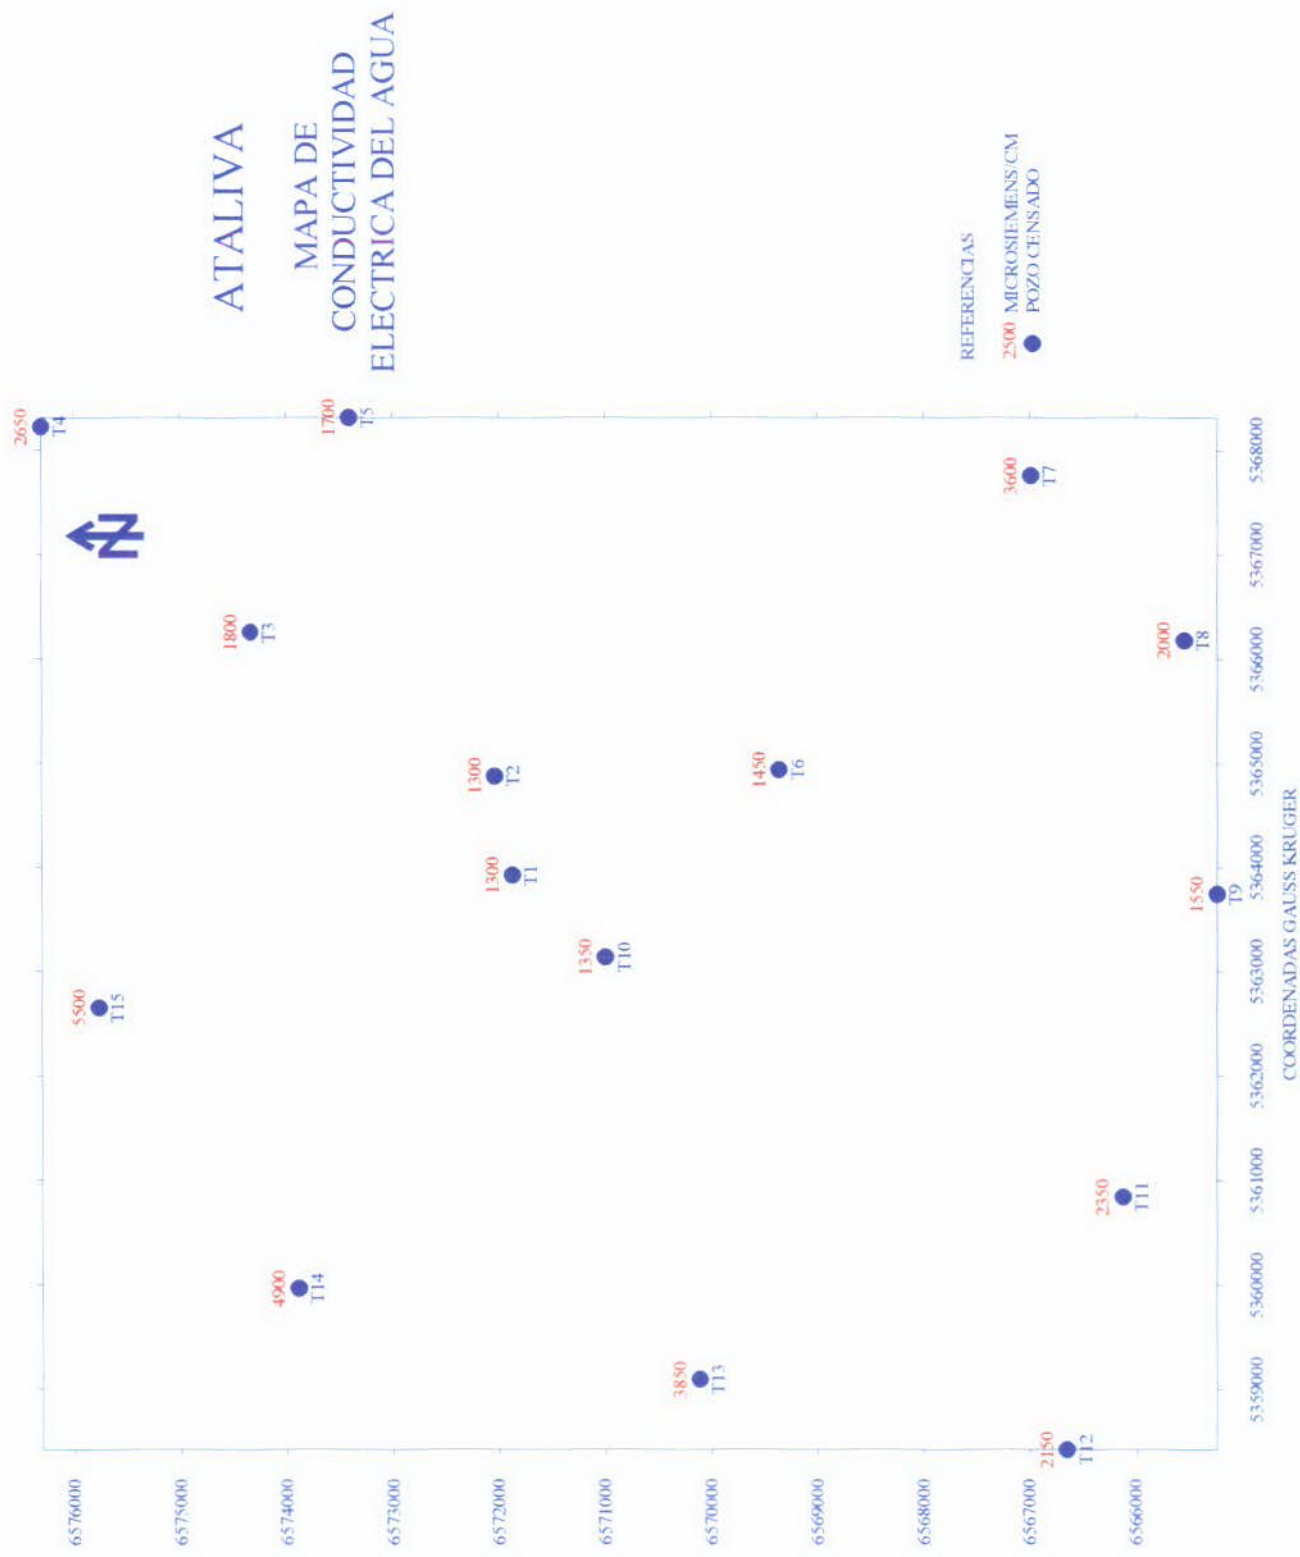 ATALIVA
MAPA DE
CONDUCTIVIDAD
ELECTRICA DEL AGUA
REFERENCIAS
2500 MICROSIEMENS/CM
POZO CENSADO
N
2650
T4
1700
T5
1800
T3
5500
T15
4900
T14
1300
T2
1300
T1
1350
T10
1450
T6
3850
T13
3600
T7
2000
T8
1550
T9
2350
T11
2150
T12
6576000
6575000
6574000
6573000
6572000
6571000
6570000
6569000
6568000
6567000
6566000
5359000
5360000
5361000
5362000
5363000
5364000
5365000
5366000
5367000
5368000
COORDENADAS GAUSS KRUGER